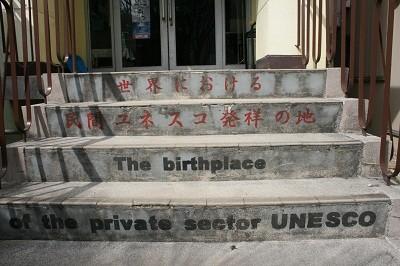 世界における
民間ユネスコ発祥の地
The birthplace
of the private sector UNESCO